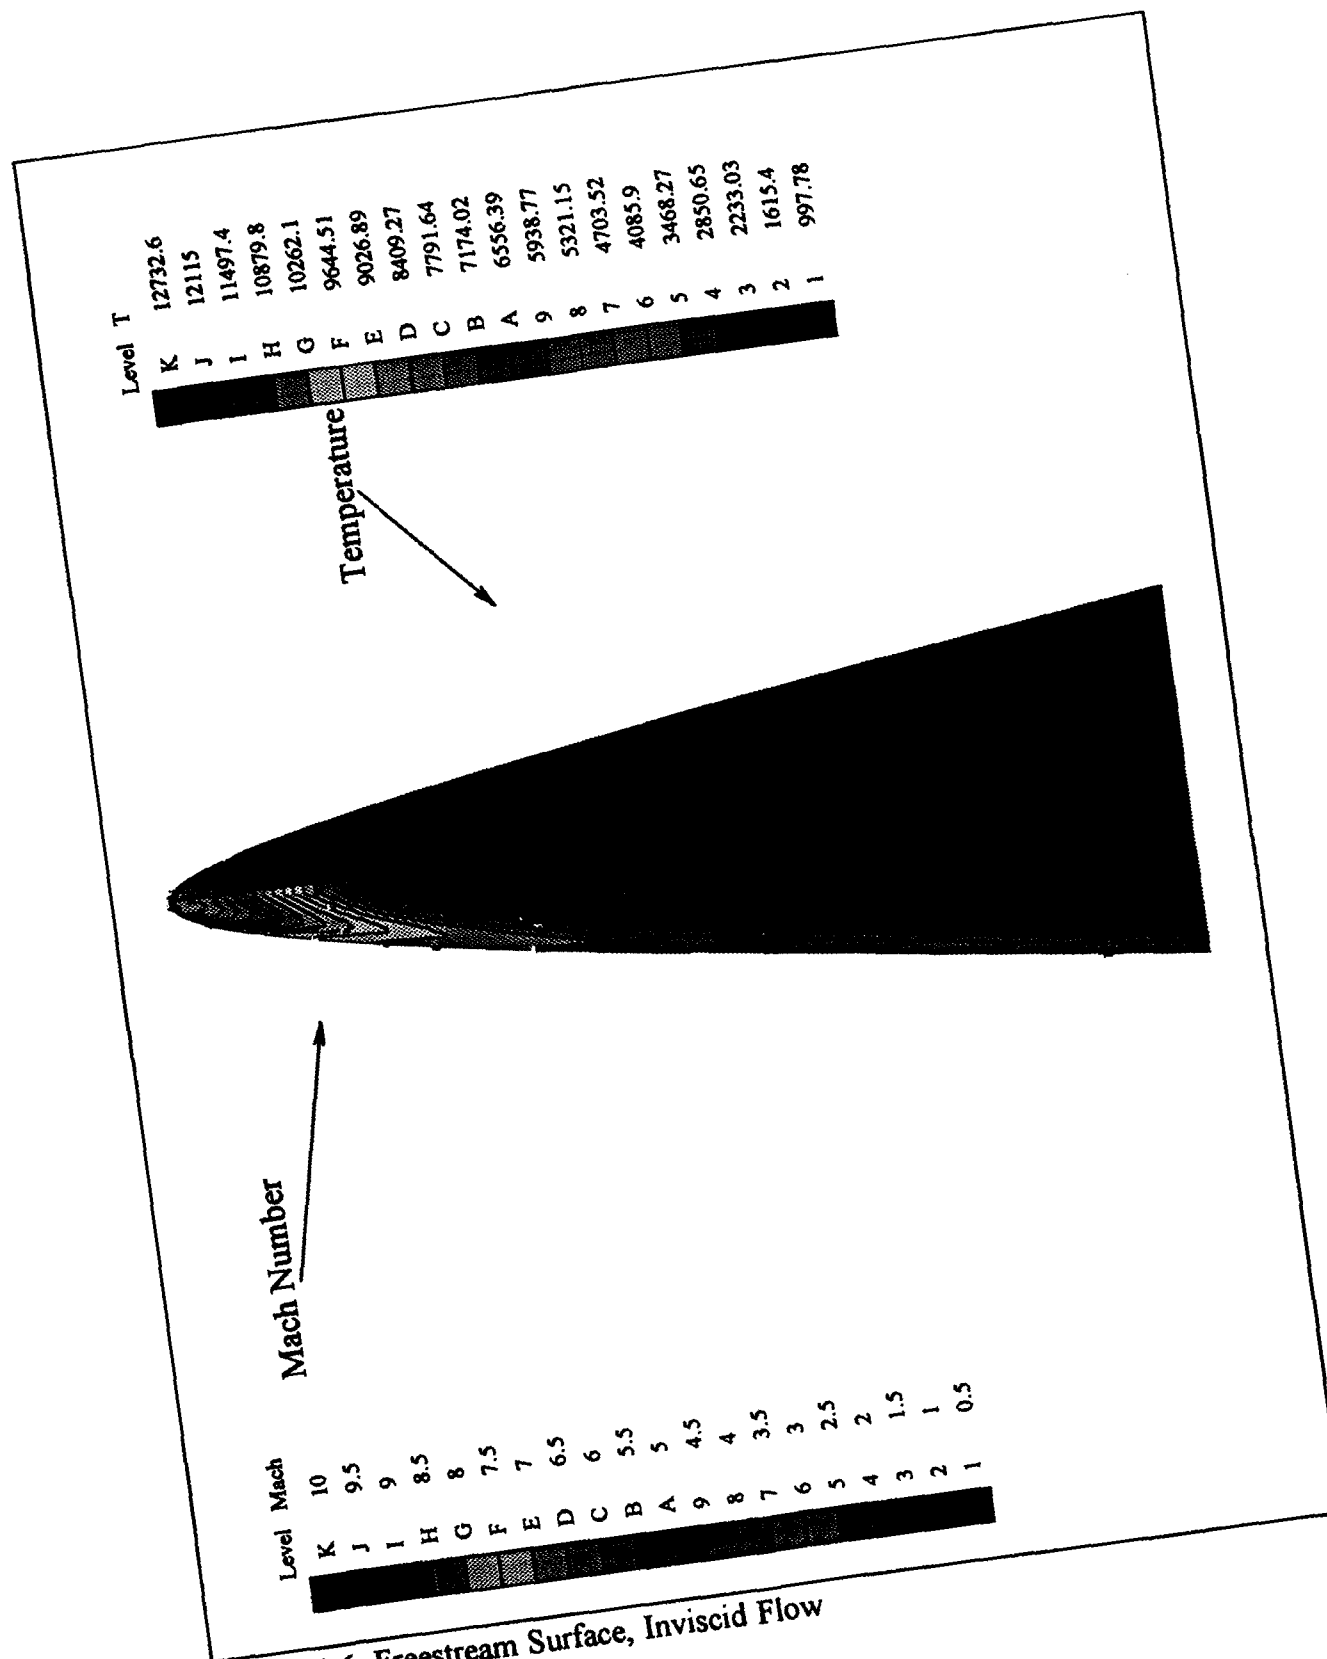 Level T
K 12732.6
J 12115
I 11497.4
H 10879.8
G 10262.1
F 9644.51
E 9026.89
D 8409.27
C 7791.64
B 7174.02
A 6556.39
9 5938.77
8 5321.15
7 4703.52
6 4085.9
5 3468.27
4 2850.65
3 2233.03
2 1615.4
1 997.78
Temperature
Mach Number
Level Mach
K 10
J 9.5
I 9
H 8.5
G 8
F 7.5
E 7
D 6.5
C 6
B 5.5
A 5
9 4.5
8 4
7 3.5
6 3
5 2.5
4 2
3 1.5
2 1
1 0.5
Freestream Surface, Inviscid Flow